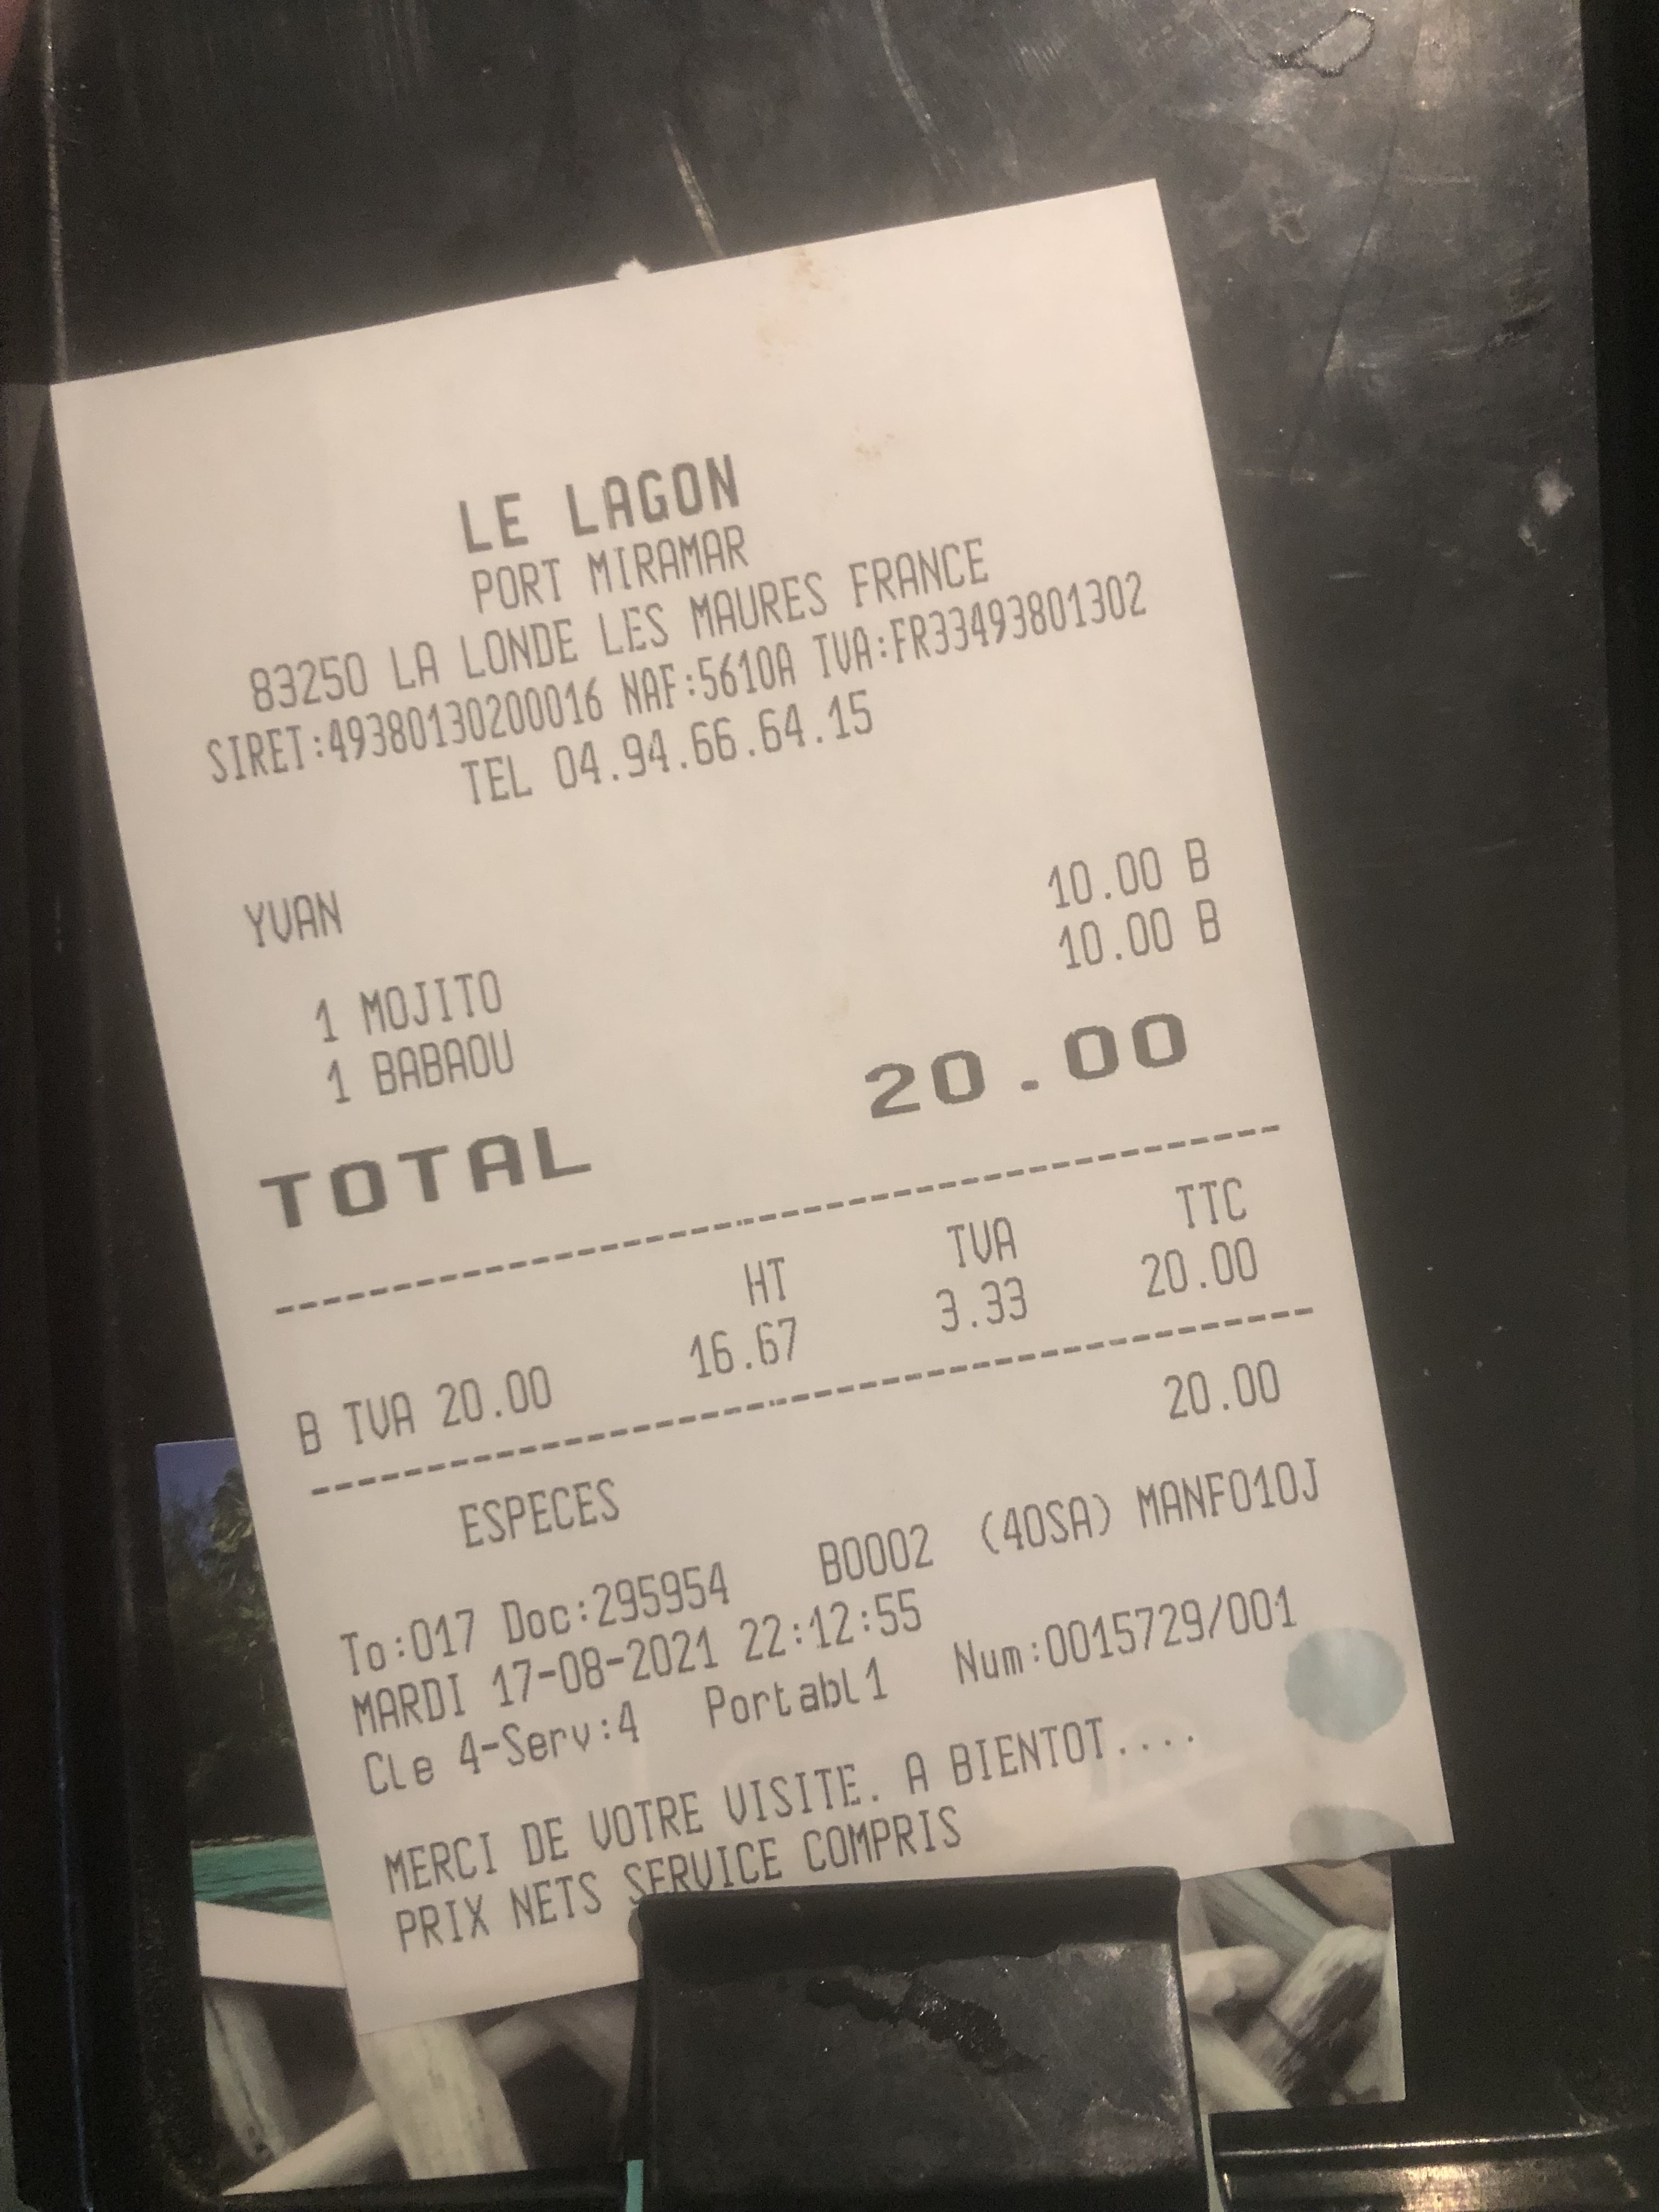 LE LAGON
PORT MIRAMAR
83250 LA LONDE LES MAURES FRANCE
SIRET:49380130200016 NAF:5610A TVA:FR33493801302
TEL 04.94.66.64.15
YVAN
1 MOJITO 10.00 B
1 BABAOU 10.00 B
TOTAL 20.00
HT TVA TTC
B TVA 20.00 16.67 3.33 20.00
ESPECES 20.00
To:017 Doc:295954 B0002 (40SA) MANF010J
MARDI 17-08-2021 22:12:55
Cle 4-Serv:4 Portabl1 Num:0015729/001
MERCI DE VOTRE VISITE. A BIENTOT....
PRIX NETS SERVICE COMPRIS